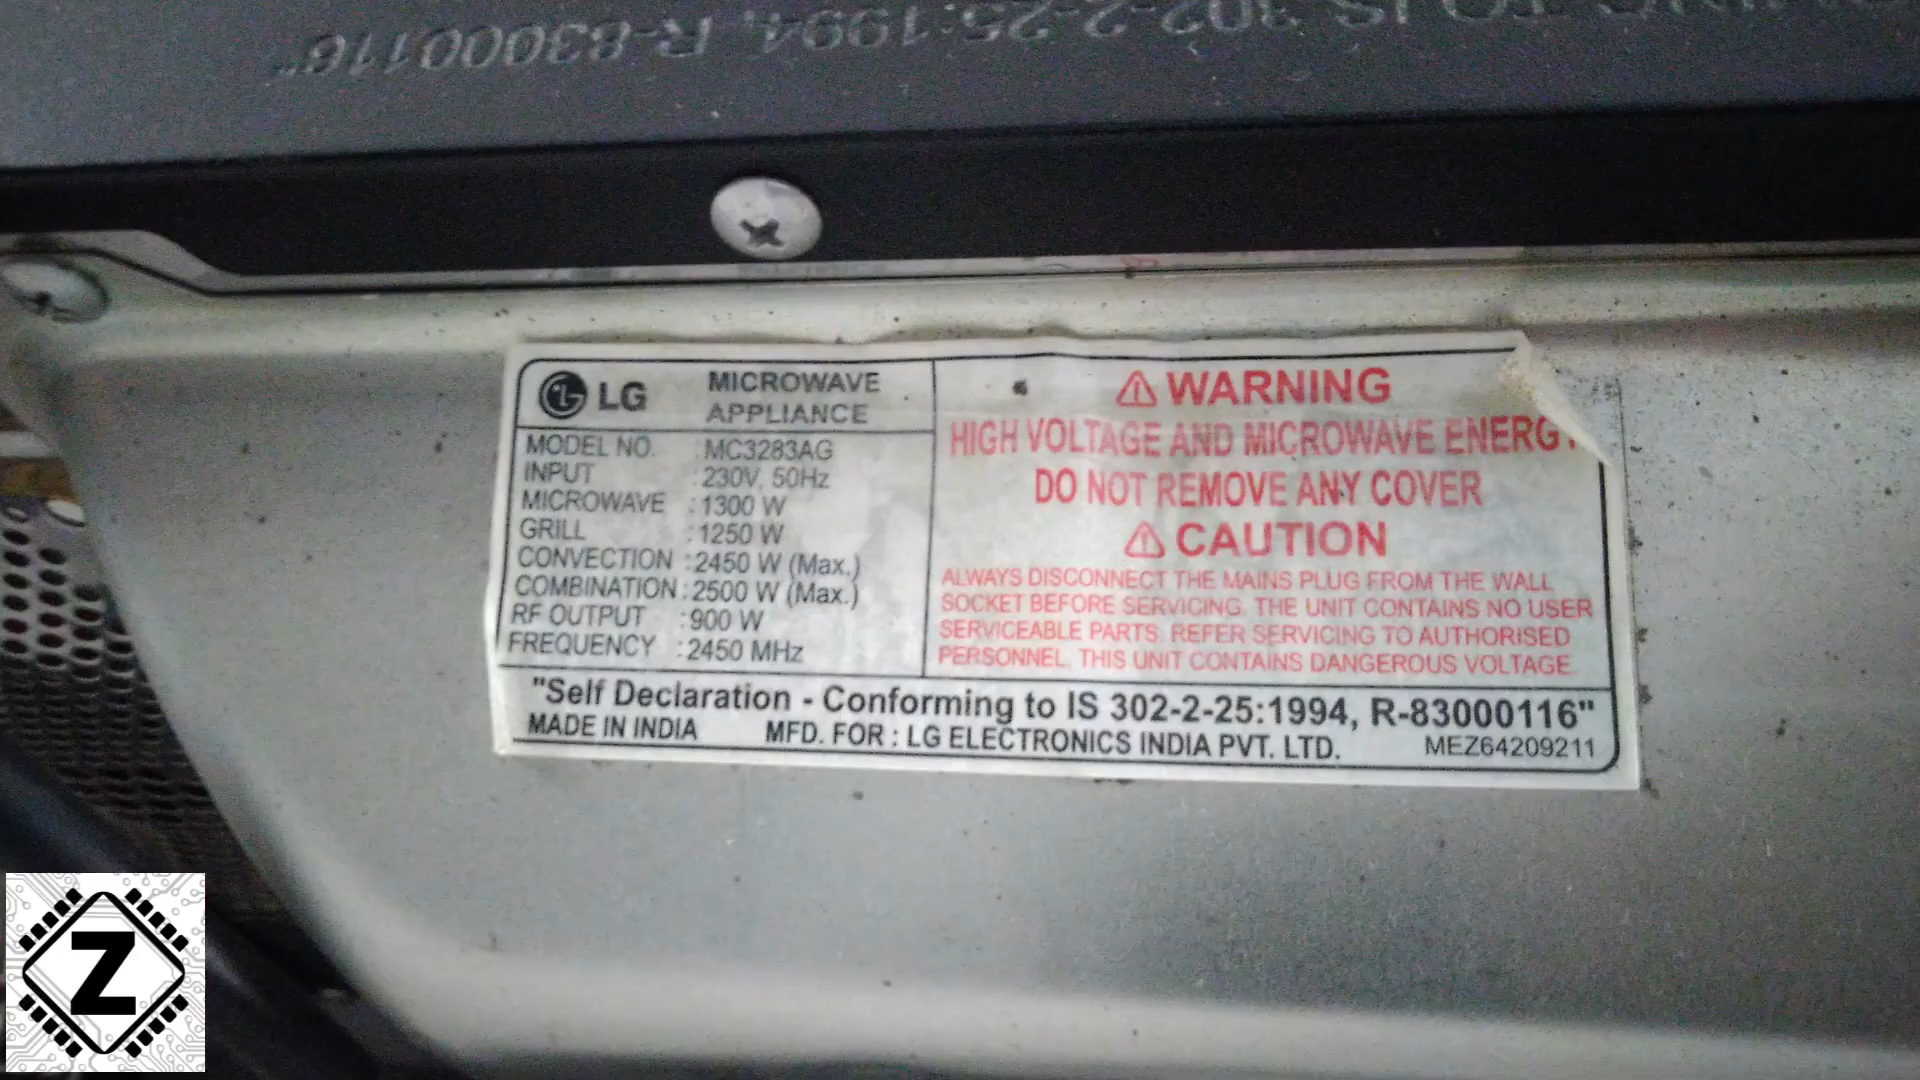 R-83000116"
302-2-25:1994,
TO IS
LG MICROWAVE
APPLIANCE
MODEL NO. : MC3283AG
INPUT : 230V, 50Hz
MICROWAVE : 1300 W
GRILL : 1250 W
CONVECTION : 2450 W (Max.)
COMBINATION : 2500 W (Max.)
RF OUTPUT : 900 W
FREQUENCY : 2450 MHz
WARNING
HIGH VOLTAGE AND MICROWAVE
DO NOT REMOVE ANY COVER
CAUTION
ALWAYS DISCONNECT THE MAINS PLUG FROM THE WALL
SOCKET BEFORE SERVICING. THE UNIT CONTAINS NO USER
SERVICEABLE PARTS. REFER SERVICING TO AUTHORISED
PERSONNEL. THIS UNIT CONTAINS DANGEROUS VOLTAGE.
"Self Declaration - Conforming to IS 302-2-25:1994, R-83000116"
MADE IN INDIA MFD. FOR : LG ELECTRONICS INDIA PVT. LTD. MEZ64209211
Z